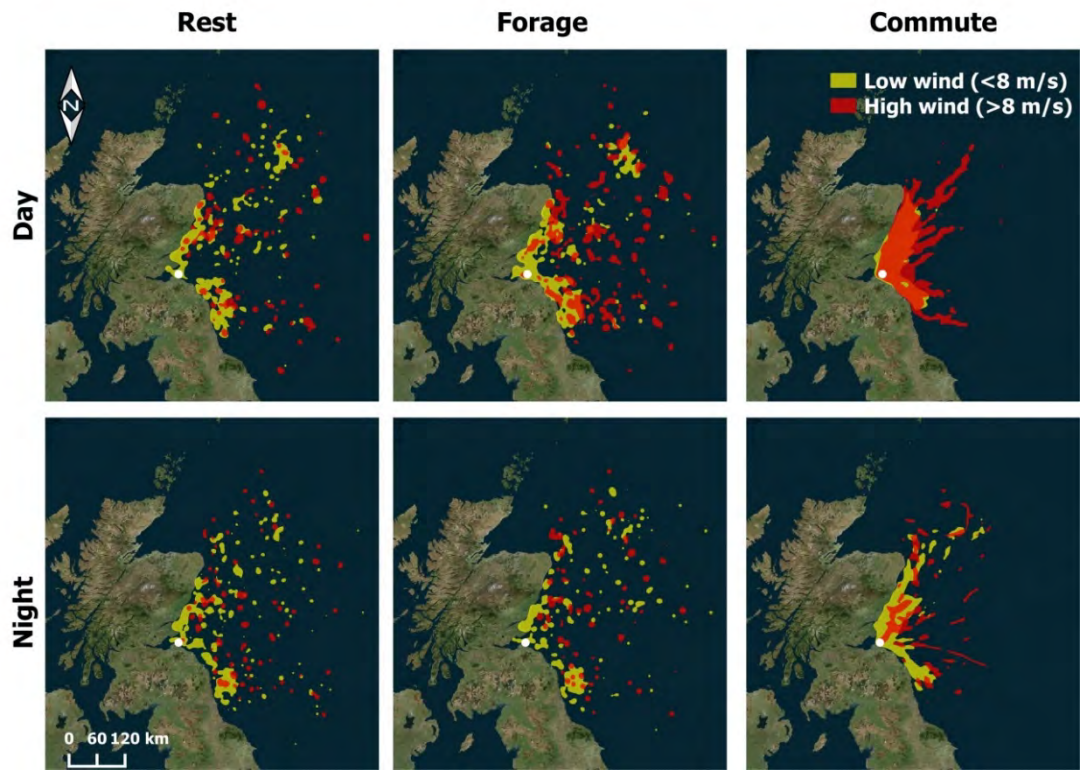 Rest Forage Commute
Low wind (<8 m/s)
High wind (>8 m/s)
N
Day
Night
0 60 120 km